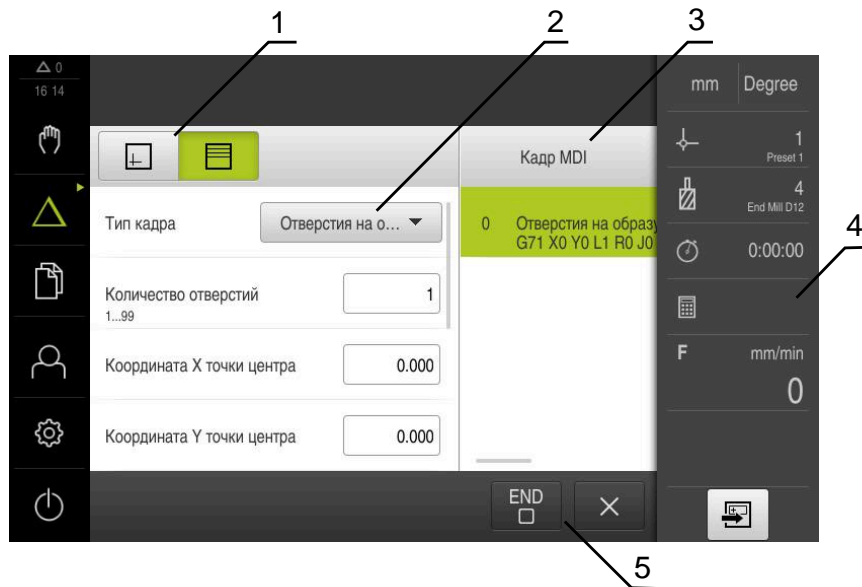 1
2
3
0
16 14
mm Degree
Кадр MDI
1
Preset 1
Тип кадра
Отверстия на о...
0 Отверстия на образу
G71 X0 Y0 L1 R0 J0
4
End Mill D12
4
0:00:00
Количество отверстий
1...99
1
Координата X точки центра
0.000
F mm/min
0
Координата Y точки центра
0.000
END
5